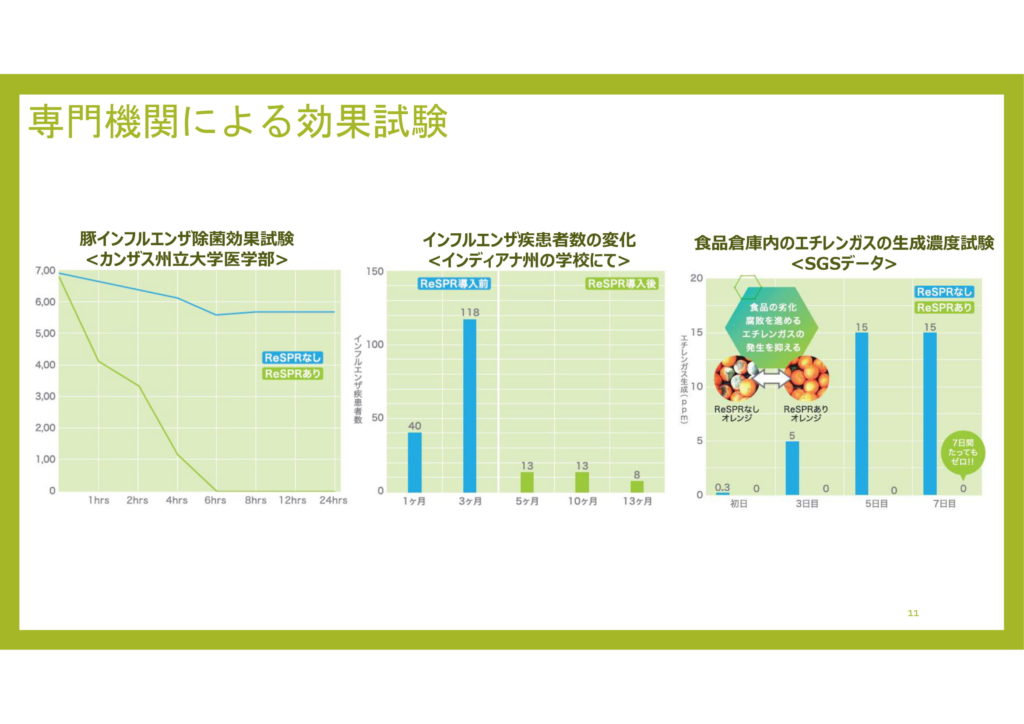 専門機関による効果試験
豚インフルエンザ除菌効果試験
<カンザス州立大学医学部>
7,00
6,00
5,00
4,00
3,00
2,00
1,00
0
ReSPRなし
ReSPRあり
1hrs 2hrs 4hrs 6hrs 8hrs 12hrs 24hrs
インフルエンザ疾患者数の変化
<インディアナ州の学校にて>
インフルエンザ疾患者数
150
100
50
0
ReSPR導入前
ReSPR導入後
40
118
13
13
8
1ヶ月 3ヶ月 5ヶ月 10ヶ月 13ヶ月
食品倉庫内のエチレンガスの生成濃度試験
<SGSデータ>
エチレンガス生成(ppE)
20
15
10
5
0
食品の劣化
腐敗を進める
エチレンガスの
発生を抑える
ReSPRなし
オレンジ
ReSPRあり
オレンジ
ReSPRなし
ReSPRあり
0.3
0
5
0
15
0
15
0
7日間
たっても
ゼロ!!
初日 3日目 5日目 7日目
11